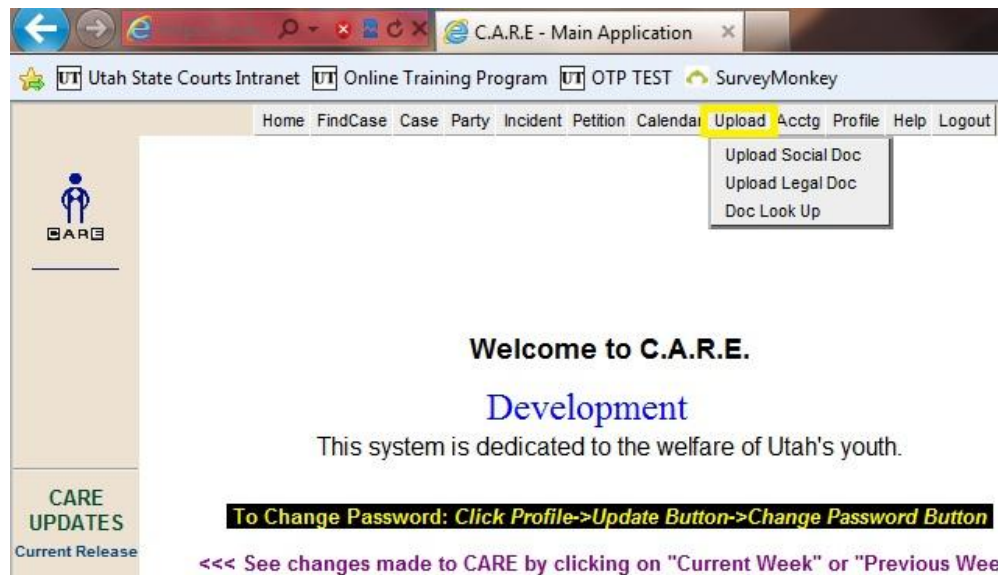 C.A.R.E - Main Application
UT Utah State Courts Intranet UT Online Training Program UT OTP TEST SurveyMonkey
Home FindCase Case Party Incident Petition Calendar Upload Acctg Profile Help Logout
Upload Social Doc
Upload Legal Doc
Doc Look Up
CARE
Welcome to C.A.R.E.
Development
This system is dedicated to the welfare of Utah's youth.
CARE
UPDATES
Current Release
To Change Password: Click Profile->Update Button->Change Password Button
<<< See changes made to CARE by clicking on "Current Week" or "Previous Wee